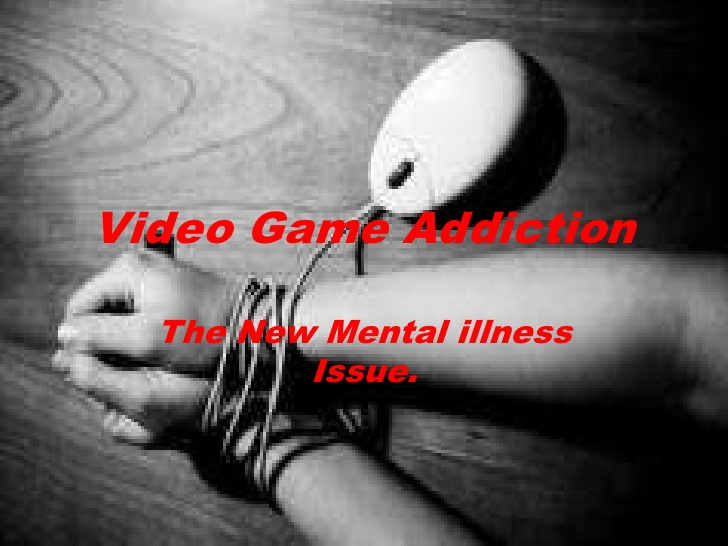 Video Game Addiction
The New Mental illness
Issue.